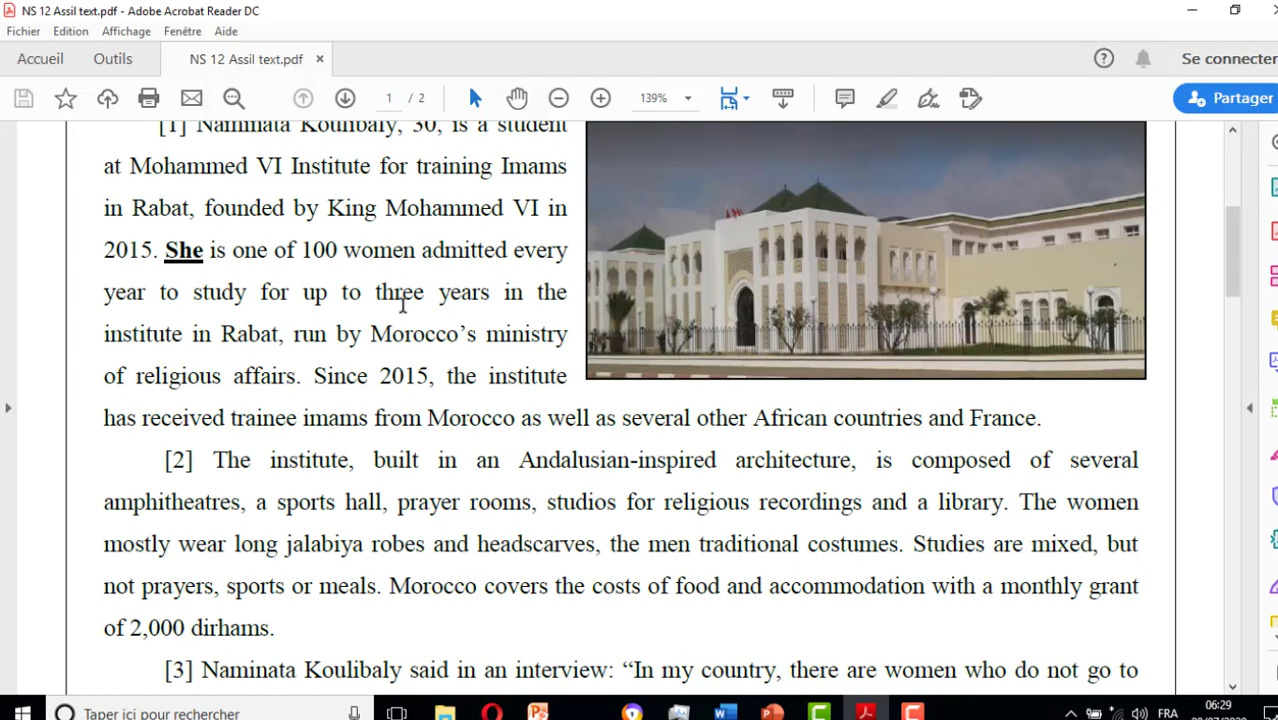 NS 12 Assil text.pdf - Adobe Acrobat Reader DC
Fichier Edition Affichage Fenêtre Aide
Accueil Outils NS 12 Assil text.pdf × Se connecter
1 / 2 139% Partager
[1] Naminata Koulibaly, 30, is a student
at Mohammed VI Institute for training Imams
in Rabat, founded by King Mohammed VI in
2015. She is one of 100 women admitted every
year to study for up to three years in the
institute in Rabat, run by Morocco's ministry
of religious affairs. Since 2015, the institute
has received trainee imams from Morocco as well as several other African countries and France.
[2] The institute, built in an Andalusian-inspired architecture, is composed of several
amphitheatres, a sports hall, prayer rooms, studios for religious recordings and a library. The women
mostly wear long jalabiya robes and headscarves, the men traditional costumes. Studies are mixed, but
not prayers, sports or meals. Morocco covers the costs of food and accommodation with a monthly grant
of 2,000 dirhams.
[3] Naminata Koulibaly said in an interview: “In my country, there are women who do not go to
Taper ici pour rechercher FRA 06:29